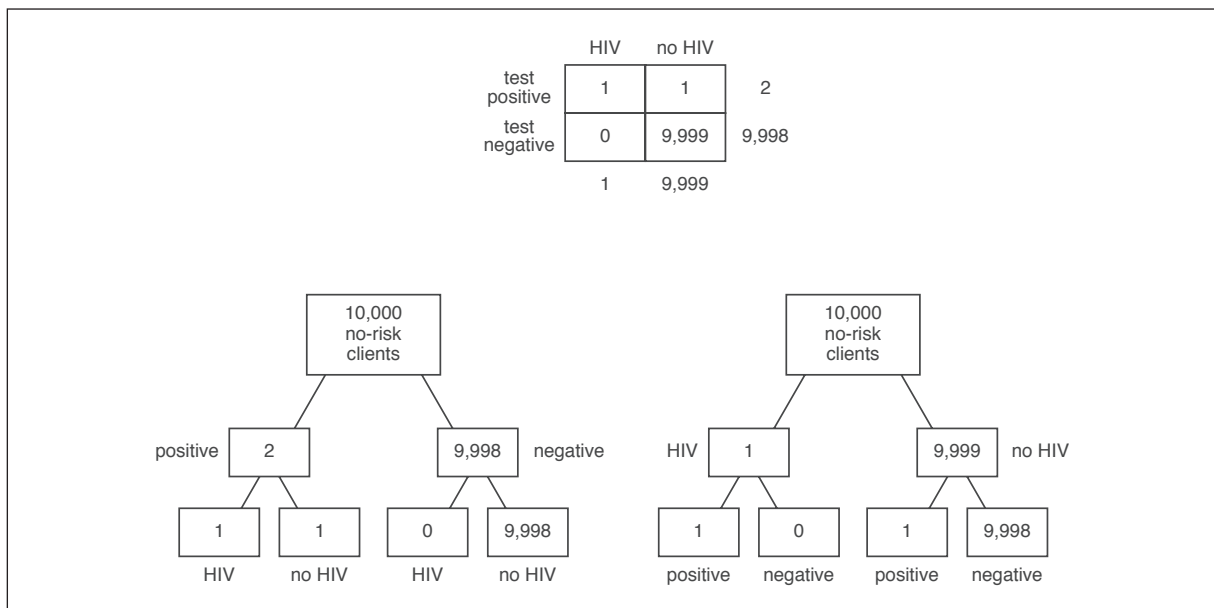 HIV no HIV
test positive 1 1 2
test negative 0 9,999 9,998
1 9,999
10,000
no-risk
clients
positive 2 9,998 negative
1 1 0 9,998
HIV no HIV HIV no HIV
10,000
no-risk
clients
HIV 1 9,999 no HIV
1 0 1 9,998
positive negative positive negative